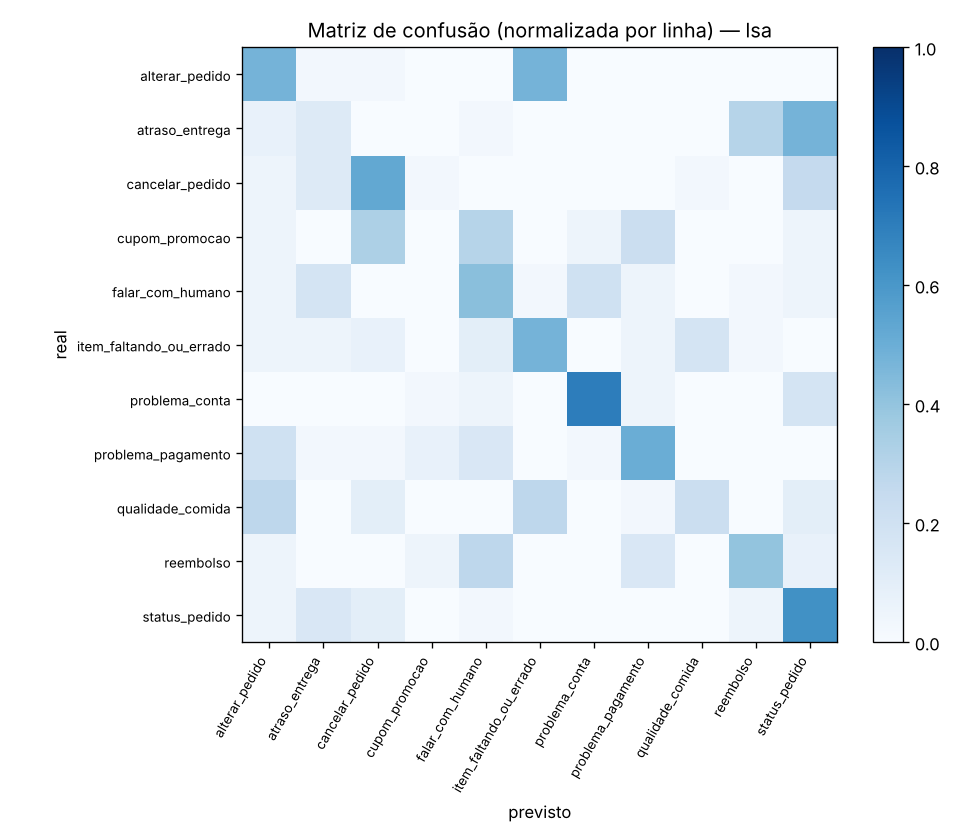 Matriz de confusão (normalizada por linha) — Isa
alterar_pedido
atraso_entrega
cancelar_pedido
cupom_promocao
falar_com_humano
item_faltando_ou_errado
problema_conta
problema_pagamento
qualidade_comida
reembolso
status_pedido
real
alterar_pedido
atraso_entrega
cancelar_pedido
cupom_promocao
falar_com_humano
item_faltando_ou_errado
problema_conta
problema_pagamento
qualidade_comida
reembolso
status_pedido
previsto
1.0
0.8
0.6
0.4
0.2
0.0